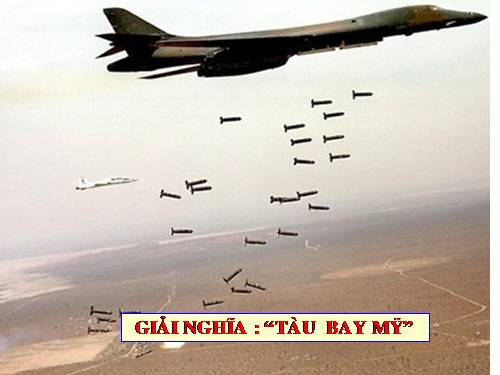 GIẢI NGHĨA : “TÀU BAY MỸ”